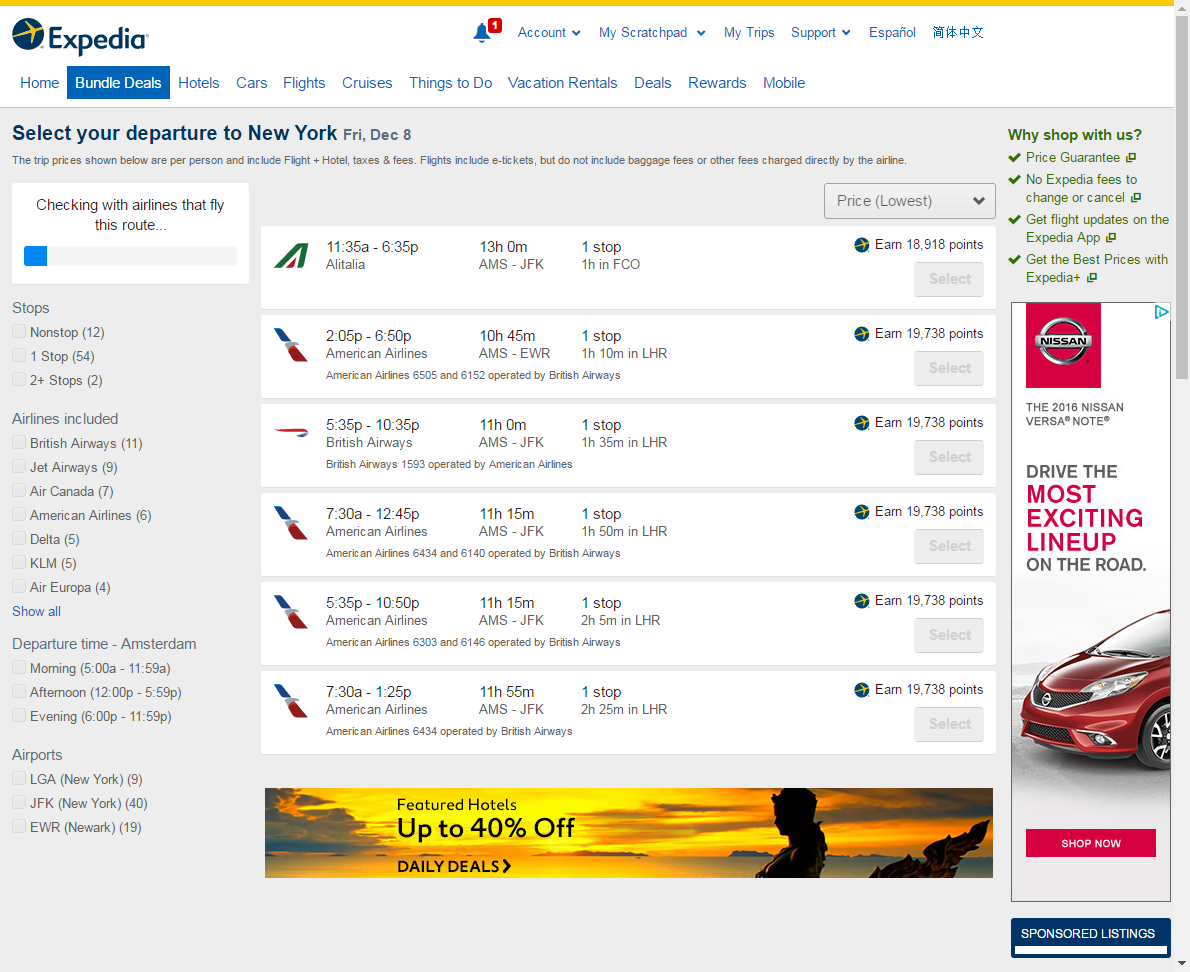 Expedia
1
Account
My Scratchpad
My Trips
Support
Español
简体中文
Home
Bundle Deals
Hotels
Cars
Flights
Cruises
Things to Do
Vacation Rentals
Deals
Rewards
Mobile
Select your departure to New York Fri, Dec 8
The trip prices shown below are per person and include Flight + Hotel, taxes & fees. Flights include e-tickets, but do not include baggage fees or other fees charged directly by the airline.
Checking with airlines that fly
this route...
Stops
Nonstop (12)
1 Stop (54)
2+ Stops (2)
Airlines included
British Airways (11)
Jet Airways (9)
Air Canada (7)
American Airlines (6)
Delta (5)
KLM (5)
Air Europa (4)
Show all
Departure time - Amsterdam
Morning (5:00a - 11:59a)
Afternoon (12:00p - 5:59p)
Evening (6:00p - 11:59p)
Airports
LGA (New York) (9)
JFK (New York) (40)
EWR (Newark) (19)
Price (Lowest)
11:35a - 6:35p 13h 0m 1 stop Earn 18,918 points
Alitalia AMS - JFK 1h in FCO
Select
2:05p - 6:50p 10h 45m 1 stop Earn 19,738 points
American Airlines AMS - EWR 1h 10m in LHR
American Airlines 6505 and 6152 operated by British Airways
Select
5:35p - 10:35p 11h 0m 1 stop Earn 19,738 points
British Airways AMS - JFK 1h 35m in LHR
British Airways 1593 operated by American Airlines
Select
7:30a - 12:45p 11h 15m 1 stop Earn 19,738 points
American Airlines AMS - JFK 1h 50m in LHR
American Airlines 6434 and 6140 operated by British Airways
Select
5:35p - 10:50p 11h 15m 1 stop Earn 19,738 points
American Airlines AMS - JFK 2h 5m in LHR
American Airlines 6303 and 6146 operated by British Airways
Select
7:30a - 1:25p 11h 55m 1 stop Earn 19,738 points
American Airlines AMS - JFK 2h 25m in LHR
American Airlines 6434 operated by British Airways
Select
Featured Hotels
Up to 40% Off
DAILY DEALS
Why shop with us?
Price Guarantee
No Expedia fees to
change or cancel
Get flight updates on the
Expedia App
Get the Best Prices with
Expedia+
NISSAN
THE 2016 NISSAN
VERSA® NOTE®
DRIVE THE
MOST
EXCITING
LINEUP
ON THE ROAD.
SHOP NOW
SPONSORED LISTINGS